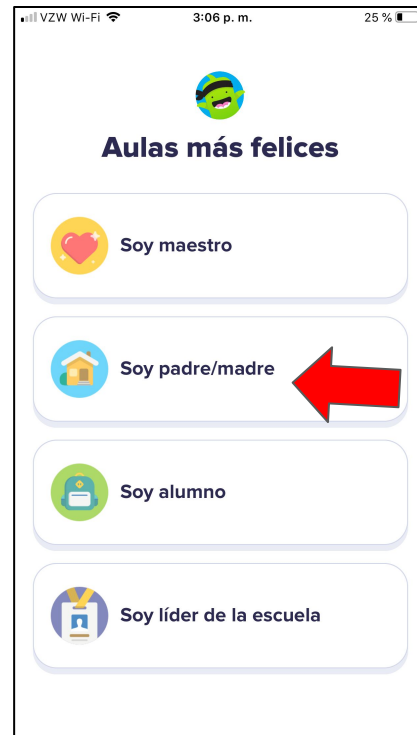 VZW Wi-Fi 3:06 p. m. 25 %
Aulas más felices
Soy maestro
Soy padre/madre
Soy alumno
Soy líder de la escuela